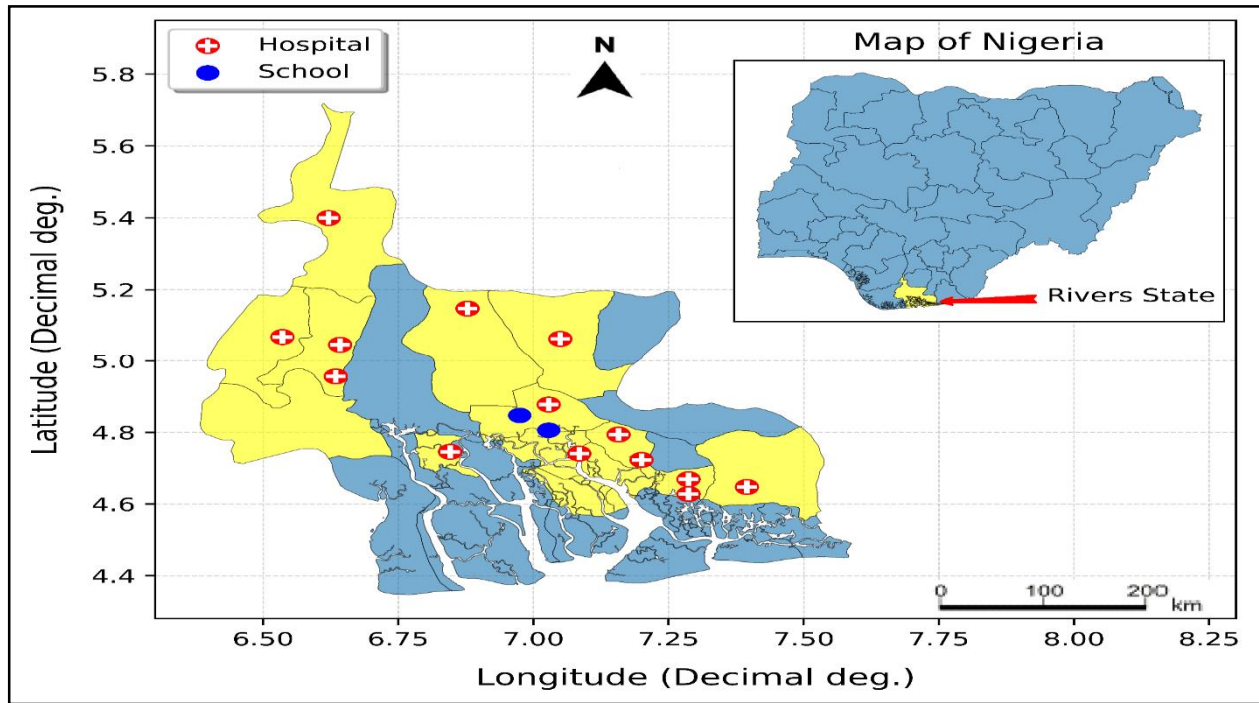 Hospital
School
N
Map of Nigeria
Rivers State
5.8
5.6
5.4
5.2
5.0
4.8
4.6
4.4
Latitude (Decimal deg.)
0 100 200
km
6.50 6.75 7.00 7.25 7.50 7.75 8.00 8.25
Longitude (Decimal deg.)